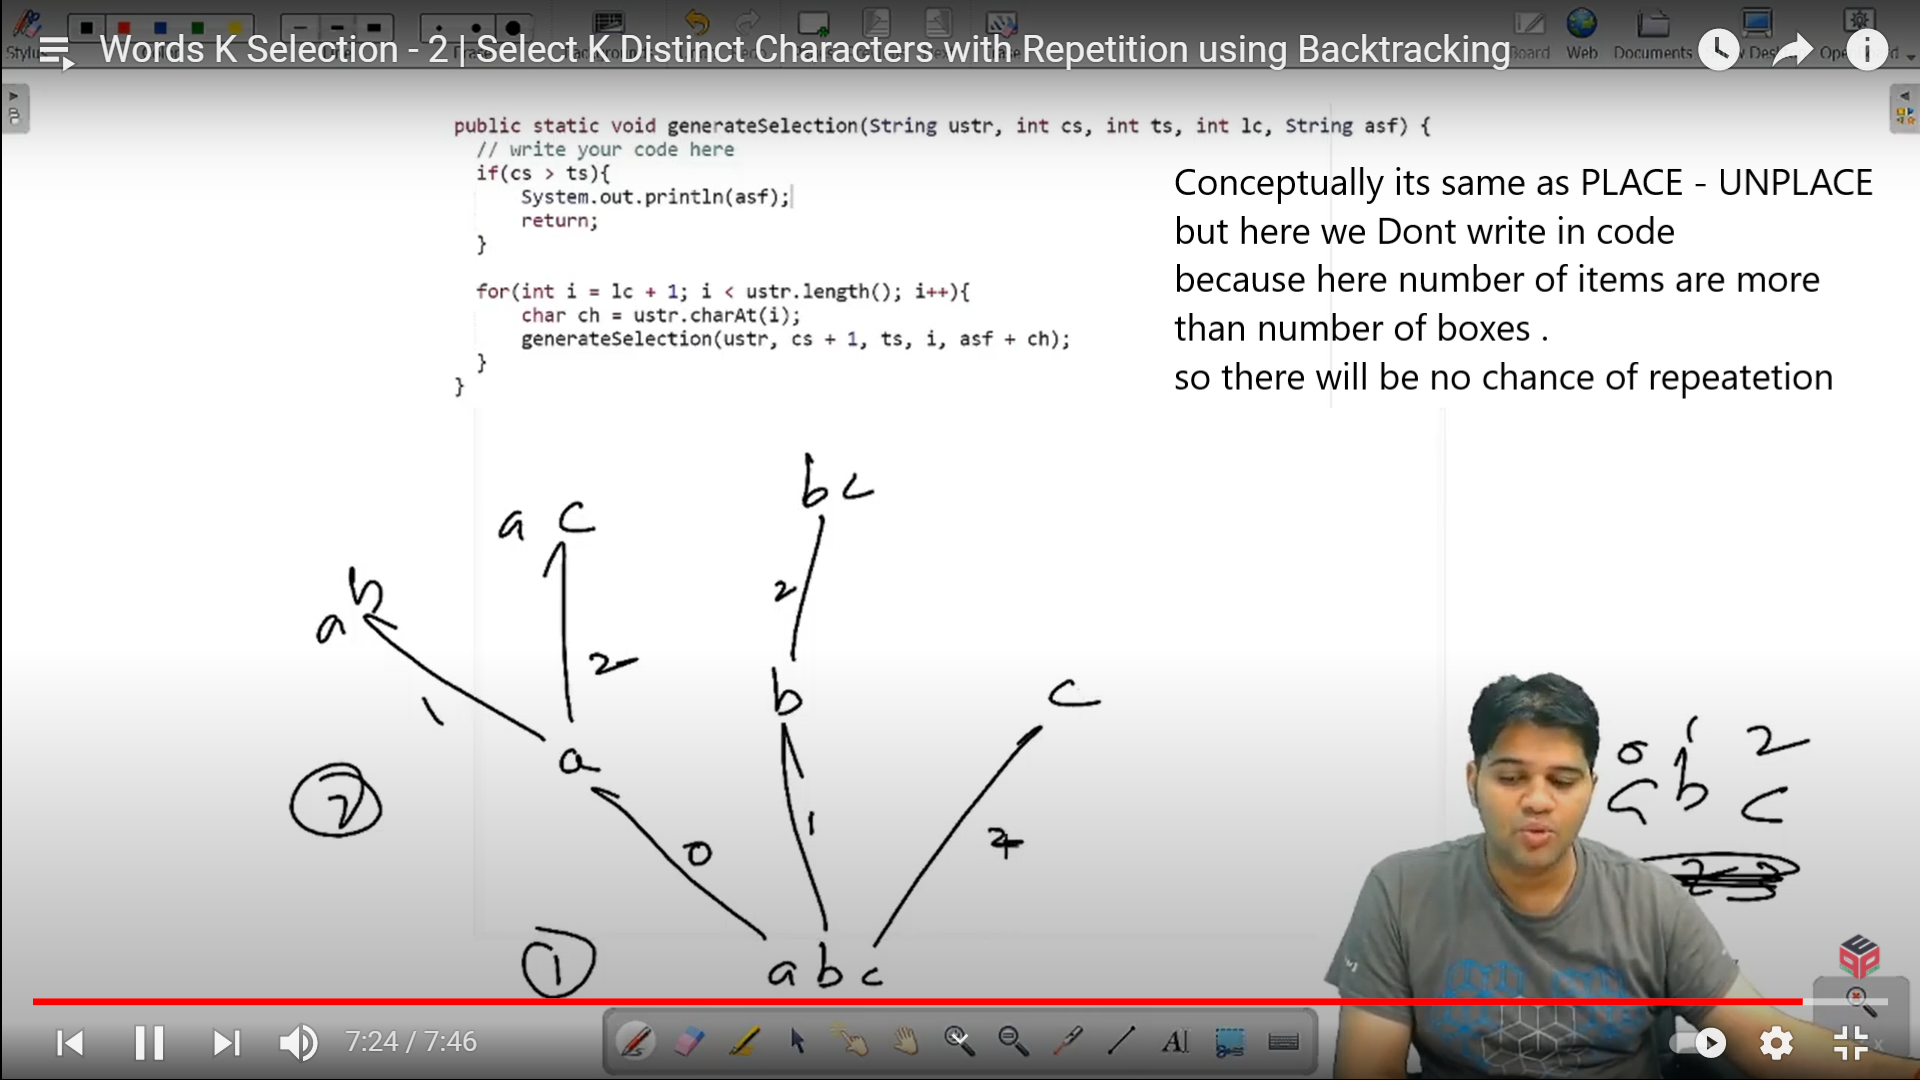 Words K Selection - 2 | Select K Distinct Characters with Repetition using Backtracking
Board Web Documents
public static void generateSelection(String ustr, int cs, int ts, int lc, String asf) {
// write your code here
if(cs > ts){
System.out.println(asf);
return;
}
for(int i = lc + 1; i < ustr.length(); i++){
char ch = ustr.charAt(i);
generateSelection(ustr, cs + 1, ts, i, asf + ch);
}
}
Conceptually its same as PLACE - UNPLACE
but here we Dont write in code
because here number of items are more
than number of boxes .
so there will be no chance of repeatetion
bc
a c
2
ab
2
1
b
c
a
2
0
1
2
1
a b c
0 1 2
a b c
7:24 / 7:46